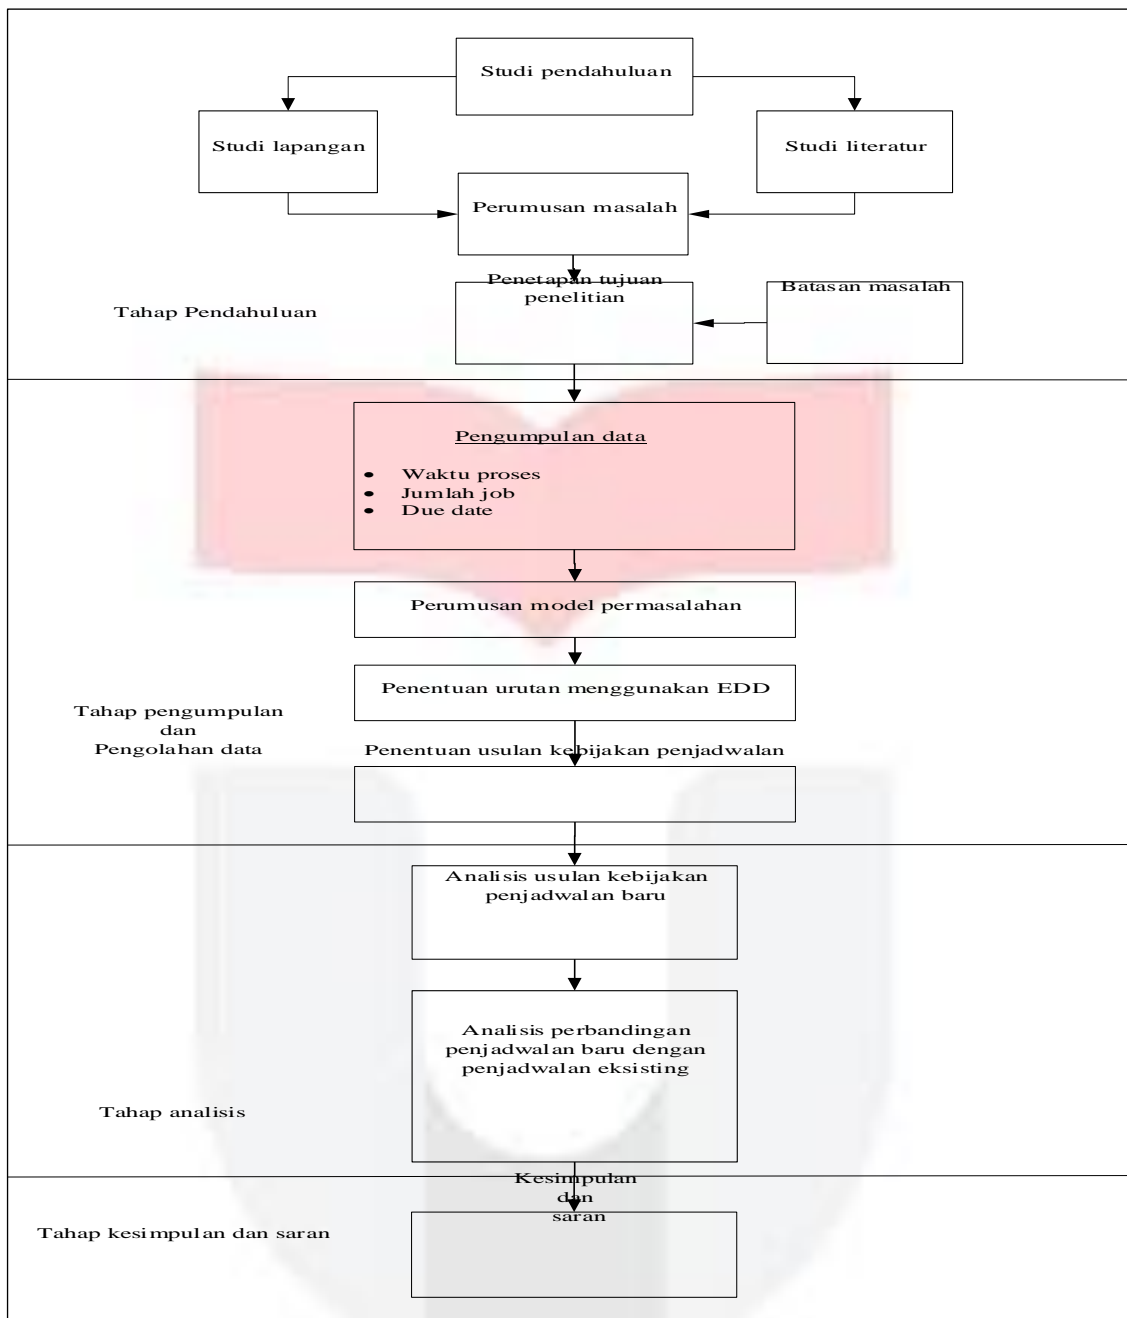 Studi pendahuluan
Studi lapangan
Studi literatur
Perumusan masalah
Penetapan tujuan
penelitian
Batasan masalah
Tahap Pendahuluan
Pengumpulan data
• Waktu proses
• Jumlah job
• Due date
Perumusan model permasalahan
Penentuan urutan menggunakan EDD
Tahap pengumpulan
dan
Pengolahan data
Penentuan usulan kebijakan penjadwalan
Analisis usulan kebijakan
penjadwalan baru
Analisis perbandingan
penjadwalan baru dengan
penjadwalan eksisting
Tahap analisis
Kesimpulan
dan
saran
Tahap kesimpulan dan saran